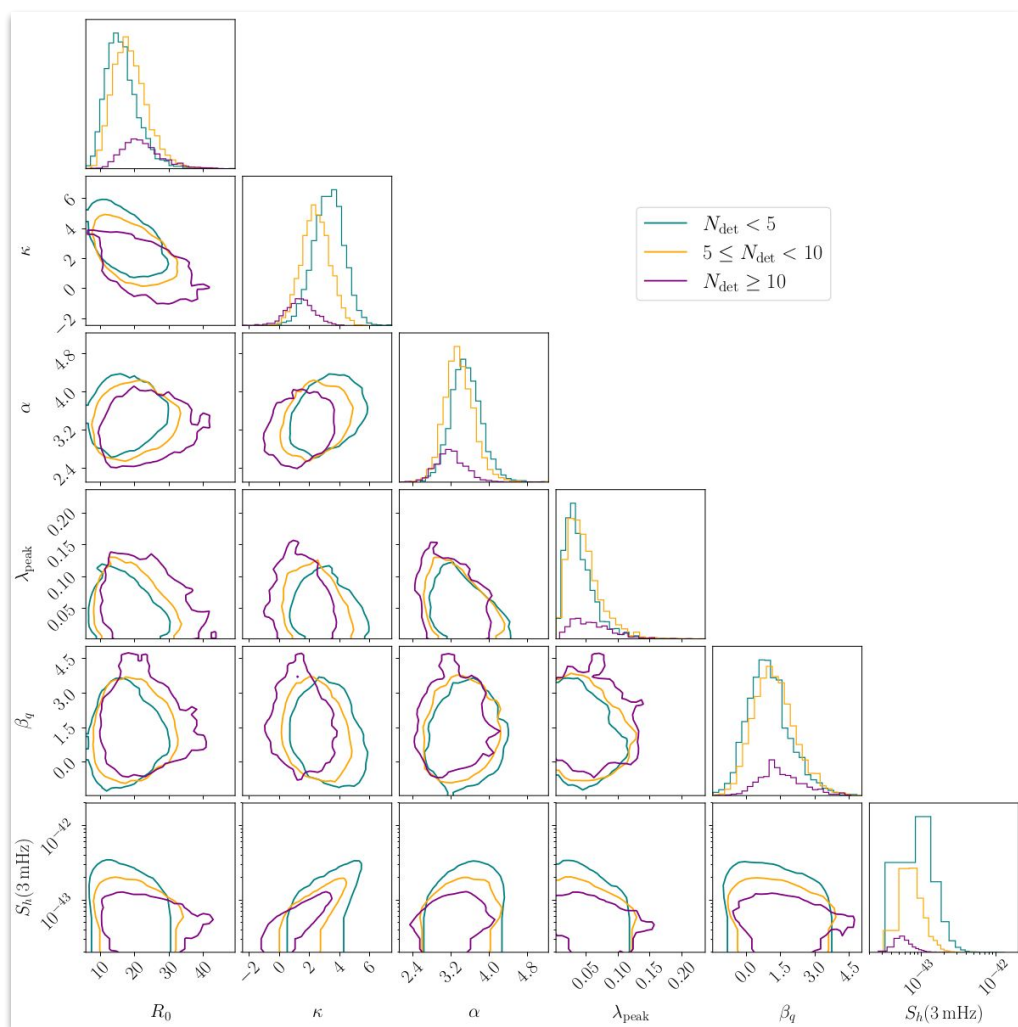 N_det < 5
5 ≤ N_det < 10
N_det ≥ 10
κ
6
4
2
0
−2
α
4.8
4.0
3.2
2.4
λ_peak
0.20
0.15
0.10
0.05
β_q
4.5
3.0
1.5
0.0
S_h(3 mHz)
10^−42
10^−43
10 20 30 40
−2 0 2 4 6
2.4 3.2 4.0 4.8
0.05 0.10 0.15 0.20
0.0 1.5 3.0 4.5
10^−43 10^−42
R_0 κ α λ_peak β_q S_h(3 mHz)